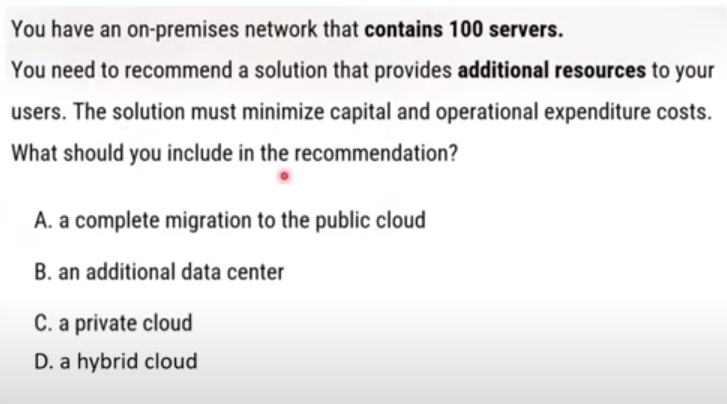 You have an on-premises network that contains 100 servers.
You need to recommend a solution that provides additional resources to your
users. The solution must minimize capital and operational expenditure costs.
What should you include in the recommendation?
A. a complete migration to the public cloud
B. an additional data center
C. a private cloud
D. a hybrid cloud